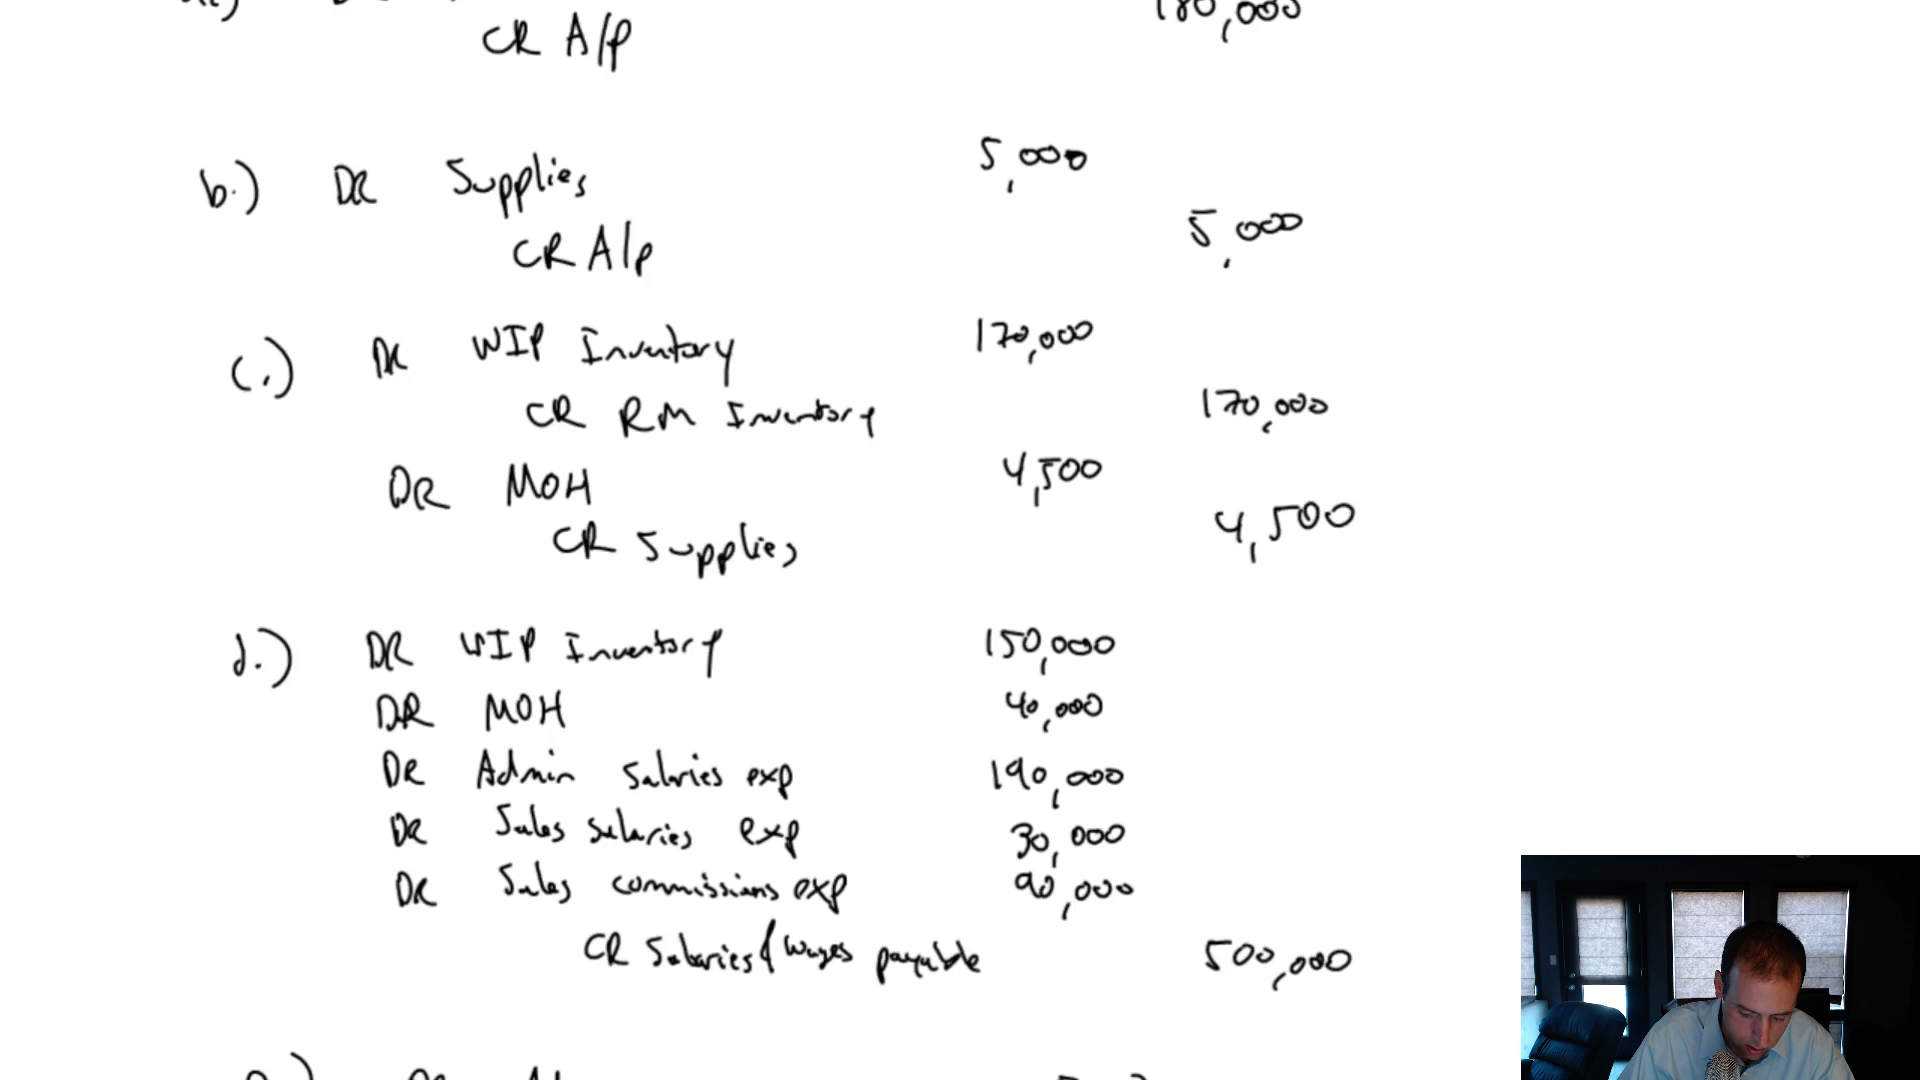 180,000
CR A/P
b.) DR Supplies 5,000
CR A/P 5,000
c.) DR WIP Inventory 170,000
CR RM Inventory 170,000
DR MOH 4,500
CR Supplies 4,500
d.) DR WIP Inventory 150,000
DR MOH 40,000
DR Admin Salaries exp 190,000
DR Sales salaries exp 30,000
DR Sales commissions exp 90,000
CR Salaries & wages payable 500,000